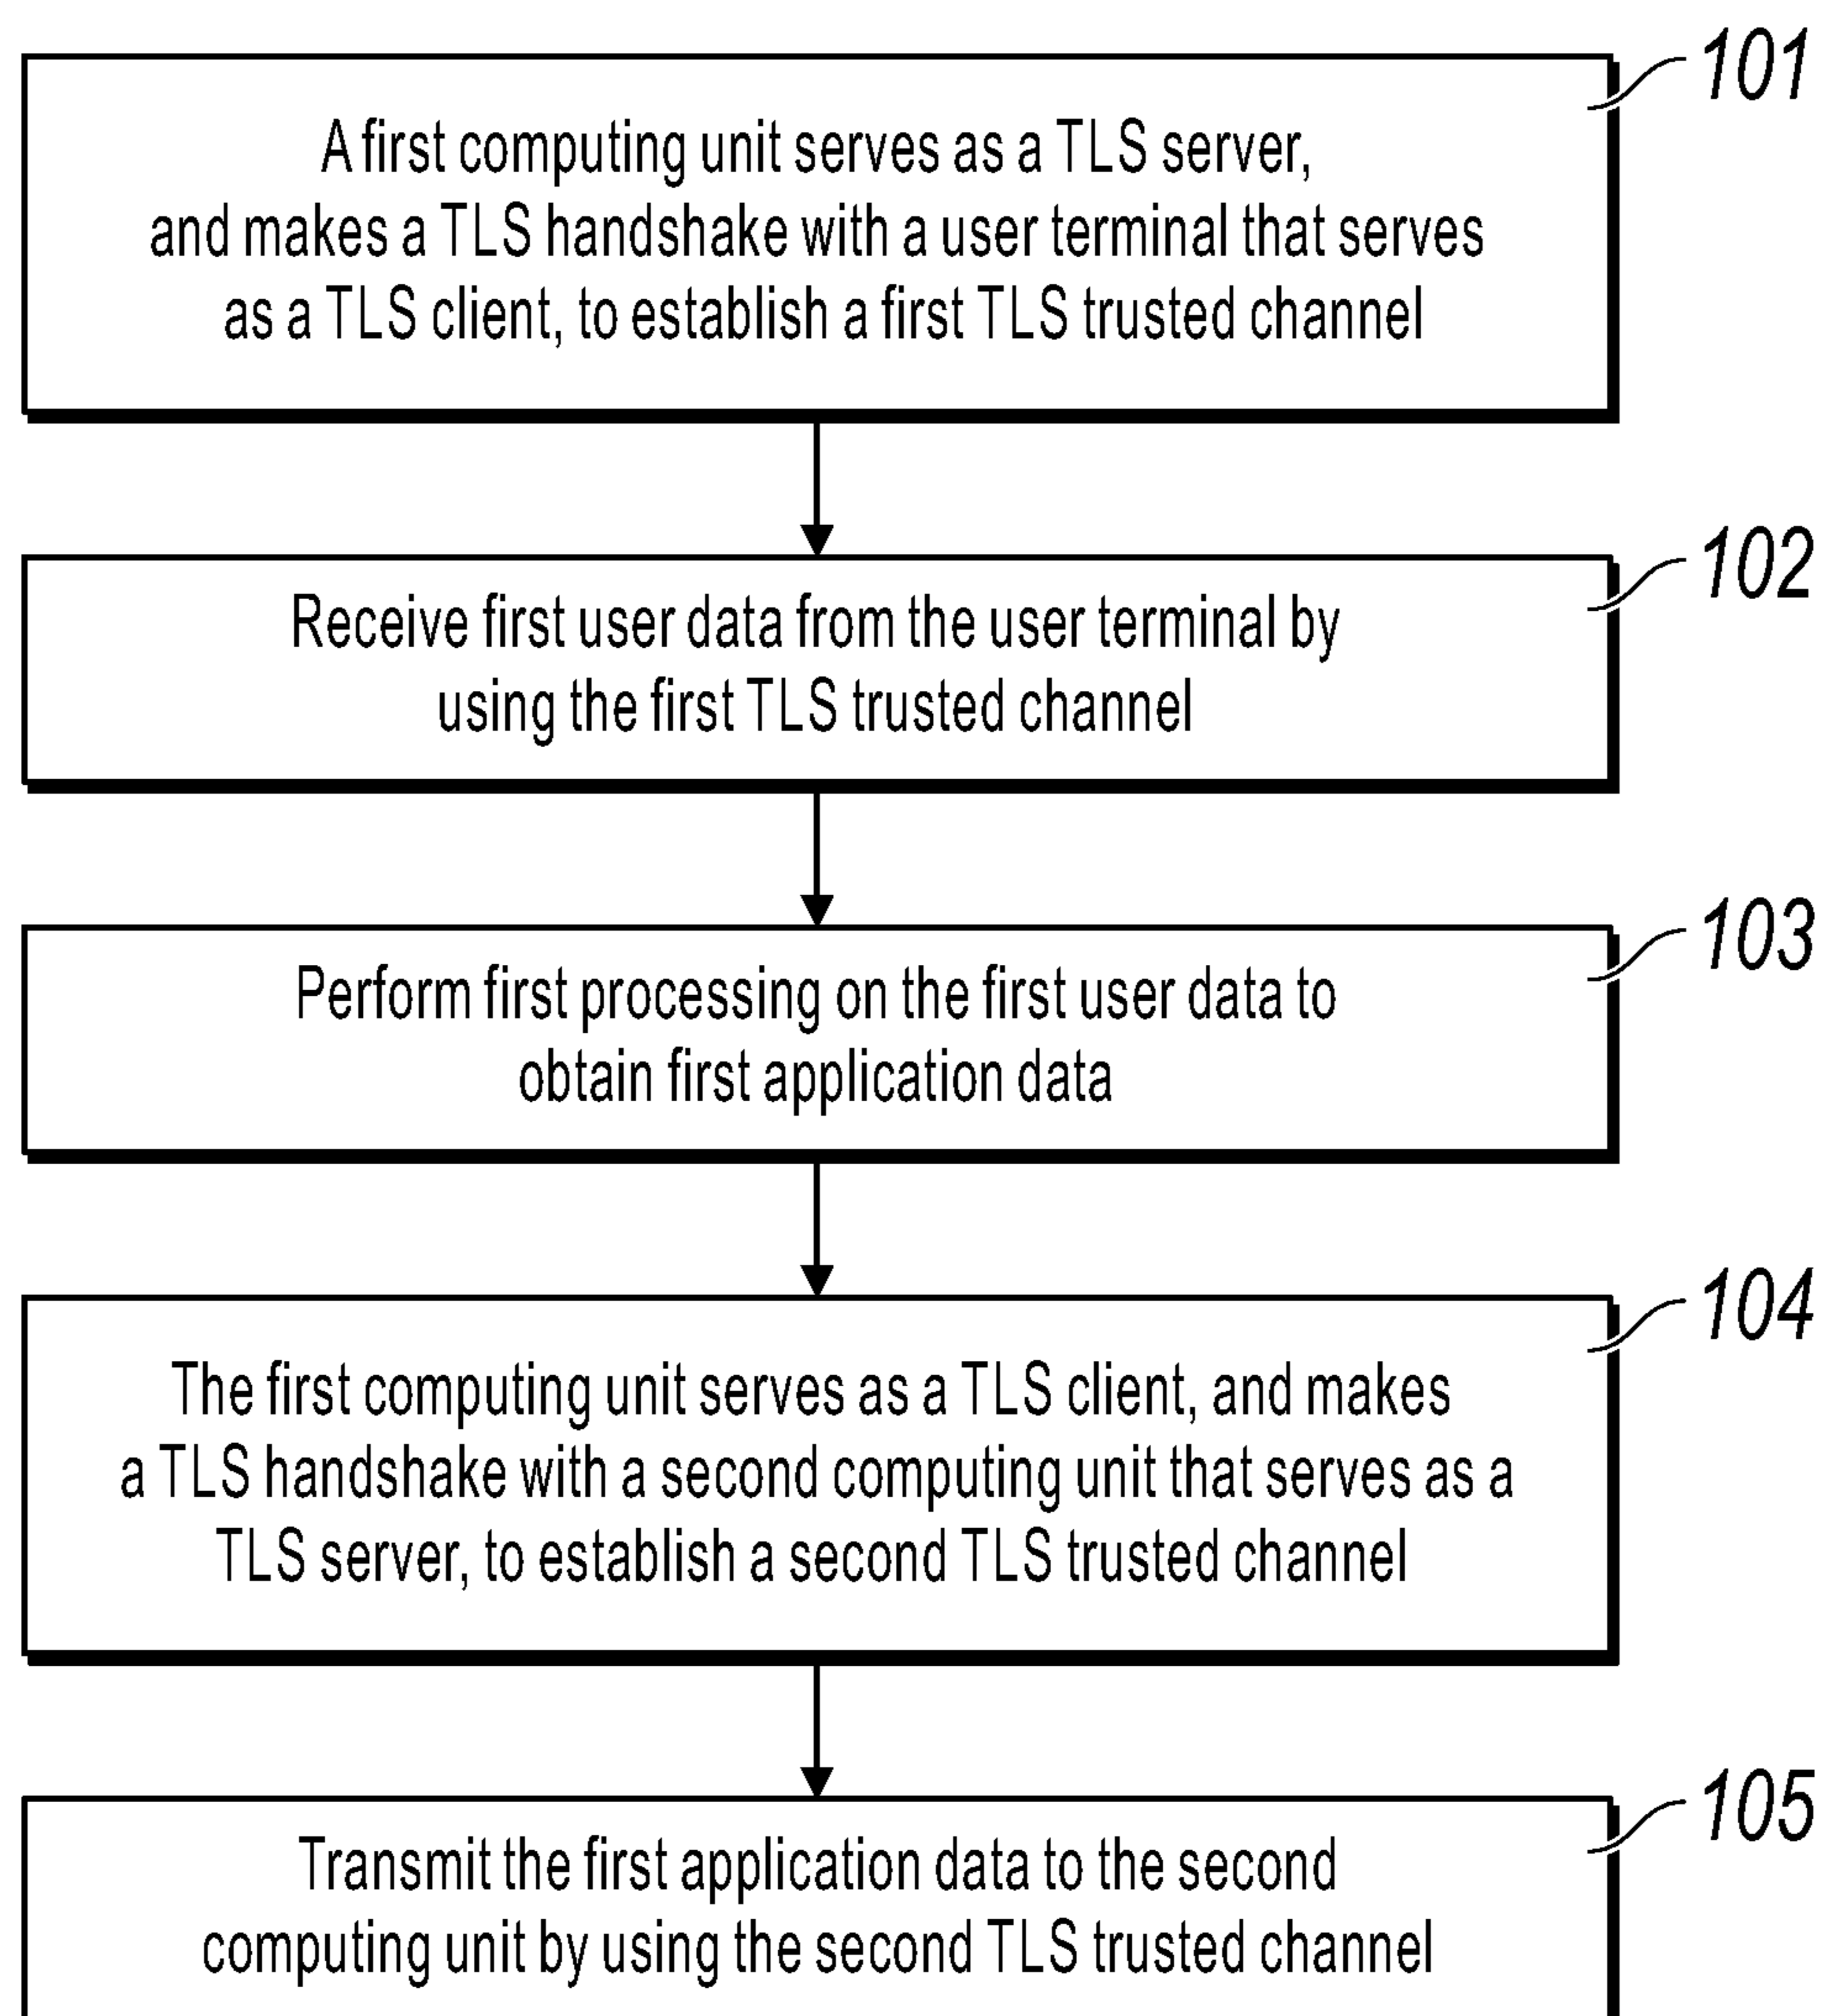 101
A first computing unit serves as a TLS server,
and makes a TLS handshake with a user terminal that serves
as a TLS client, to establish a first TLS trusted channel
102
Receive first user data from the user terminal by
using the first TLS trusted channel
103
Perform first processing on the first user data to
obtain first application data
104
The first computing unit serves as a TLS client, and makes
a TLS handshake with a second computing unit that serves as a
TLS server, to establish a second TLS trusted channel
105
Transmit the first application data to the second
computing unit by using the second TLS trusted channel